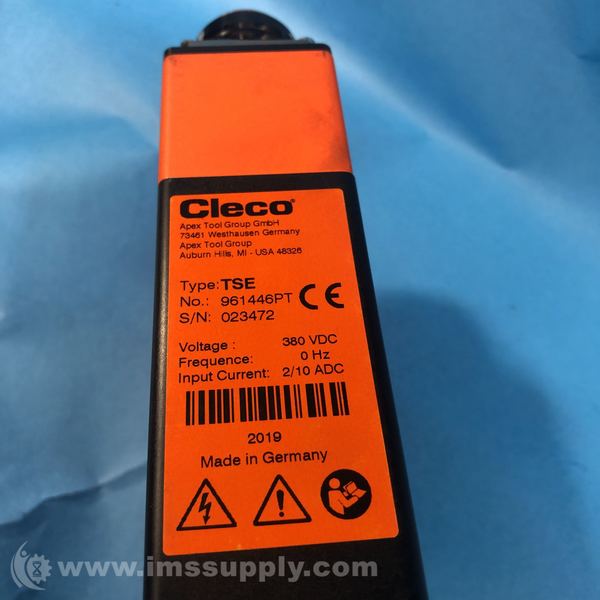 Cleco®
Apex Tool Group GmbH
73461 Westhausen Germany
Apex Tool Group
Auburn Hills, MI - USA 48326
Type: TSE
No.: 961446PT CE
S/N: 023472
Voltage : 380 VDC
Frequency: 0 Hz
Input Current: 2/10 ADC
2019
Made in Germany
www.imssupply.com